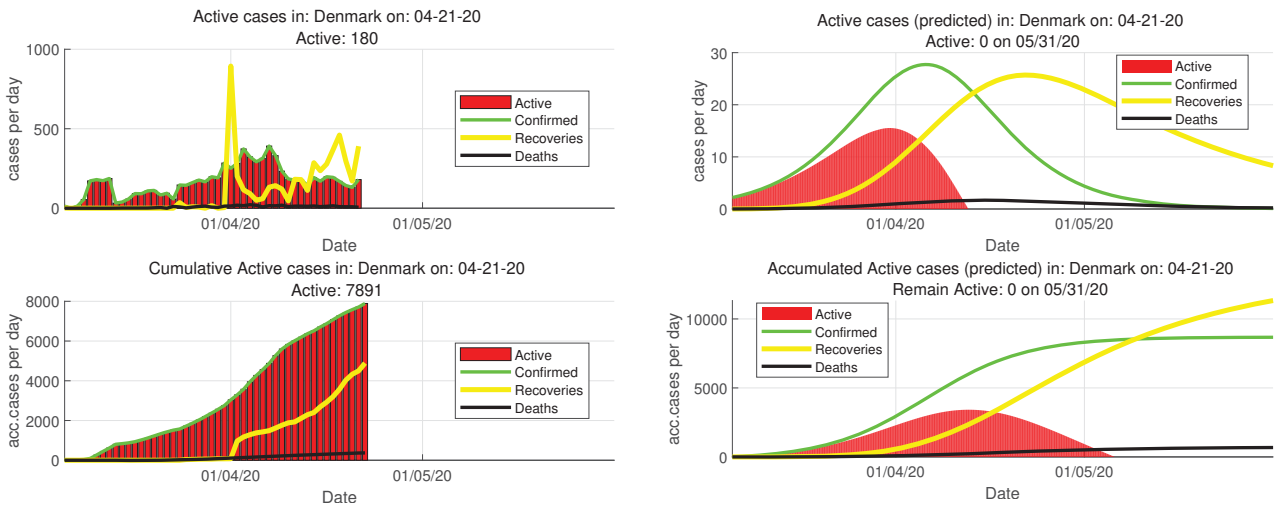 Active cases in: Denmark on: 04-21-20
Active: 180
1000
500
0
cases per day
01/04/20
01/05/20
Date
Active
Confirmed
Recoveries
Deaths
Active cases (predicted) in: Denmark on: 04-21-20
Active: 0 on 05/31/20
30
20
10
0
cases per day
01/04/20
01/05/20
Date
Active
Confirmed
Recoveries
Deaths
Cumulative Active cases in: Denmark on: 04-21-20
Active: 7891
8000
6000
4000
2000
0
acc.cases per day
01/04/20
01/05/20
Date
Active
Confirmed
Recoveries
Deaths
Accumulated Active cases (predicted) in: Denmark on: 04-21-20
Remain Active: 0 on 05/31/20
10000
5000
0
acc.cases per day
01/04/20
01/05/20
Date
Active
Confirmed
Recoveries
Deaths